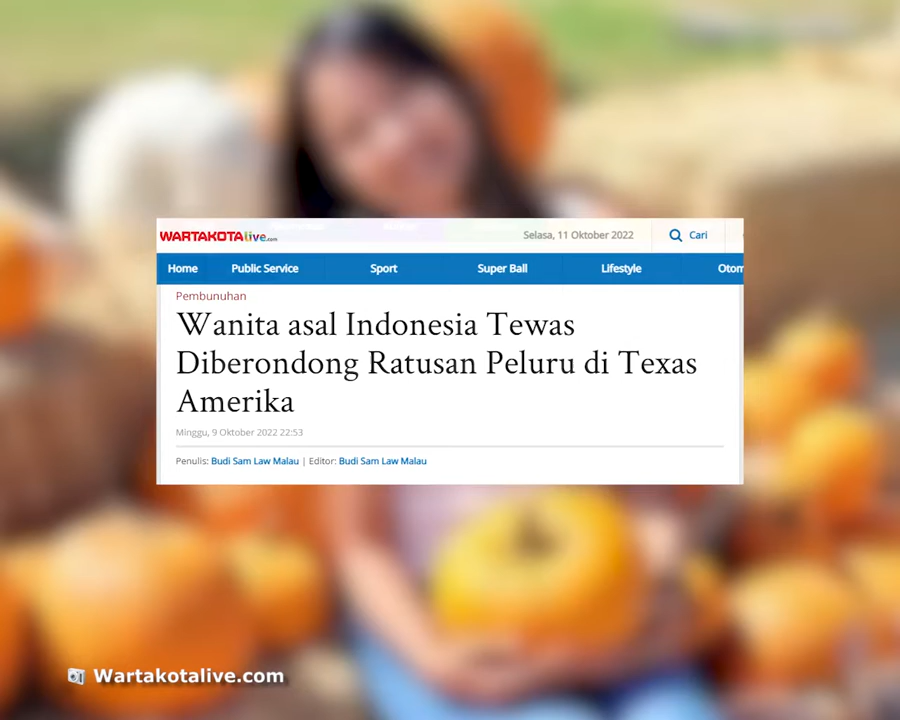 WARTAKOTAlive.com
Selasa, 11 Oktober 2022
Cari
Home Public Service Sport Super Ball Lifestyle Otom
Pembunuhan
Wanita asal Indonesia Tewas
Diberondong Ratusan Peluru di Texas
Amerika
Minggu, 9 Oktober 2022 22:53
Penulis: Budi Sam Law Malau | Editor: Budi Sam Law Malau
Wartakotalive.com